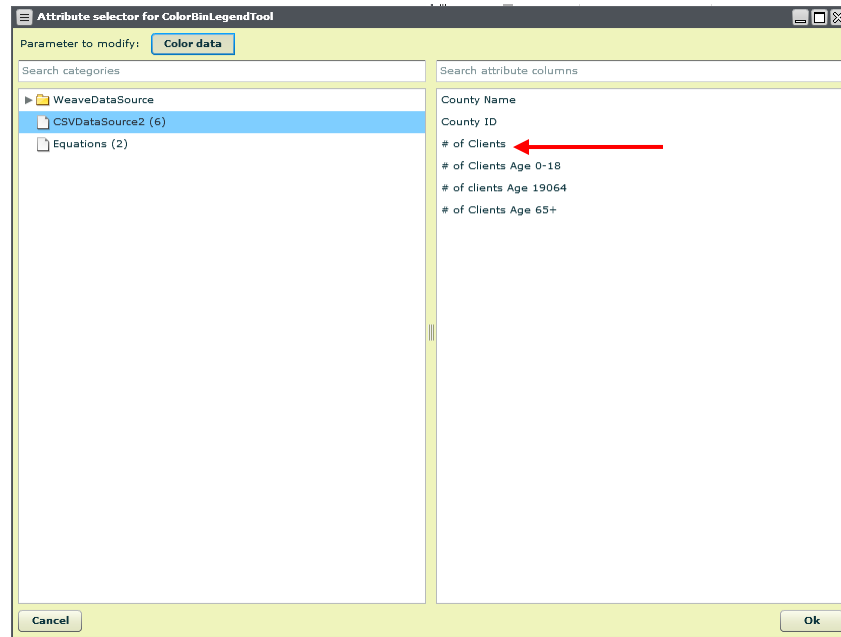 Attribute selector for ColorBinLegendTool
Parameter to modify: Color data
Search categories
Search attribute columns
WeaveDataSource
CSVDataSource2 (6)
Equations (2)
County Name
County ID
# of Clients
# of Clients Age 0-18
# of clients Age 19064
# of Clients Age 65+
Cancel
Ok